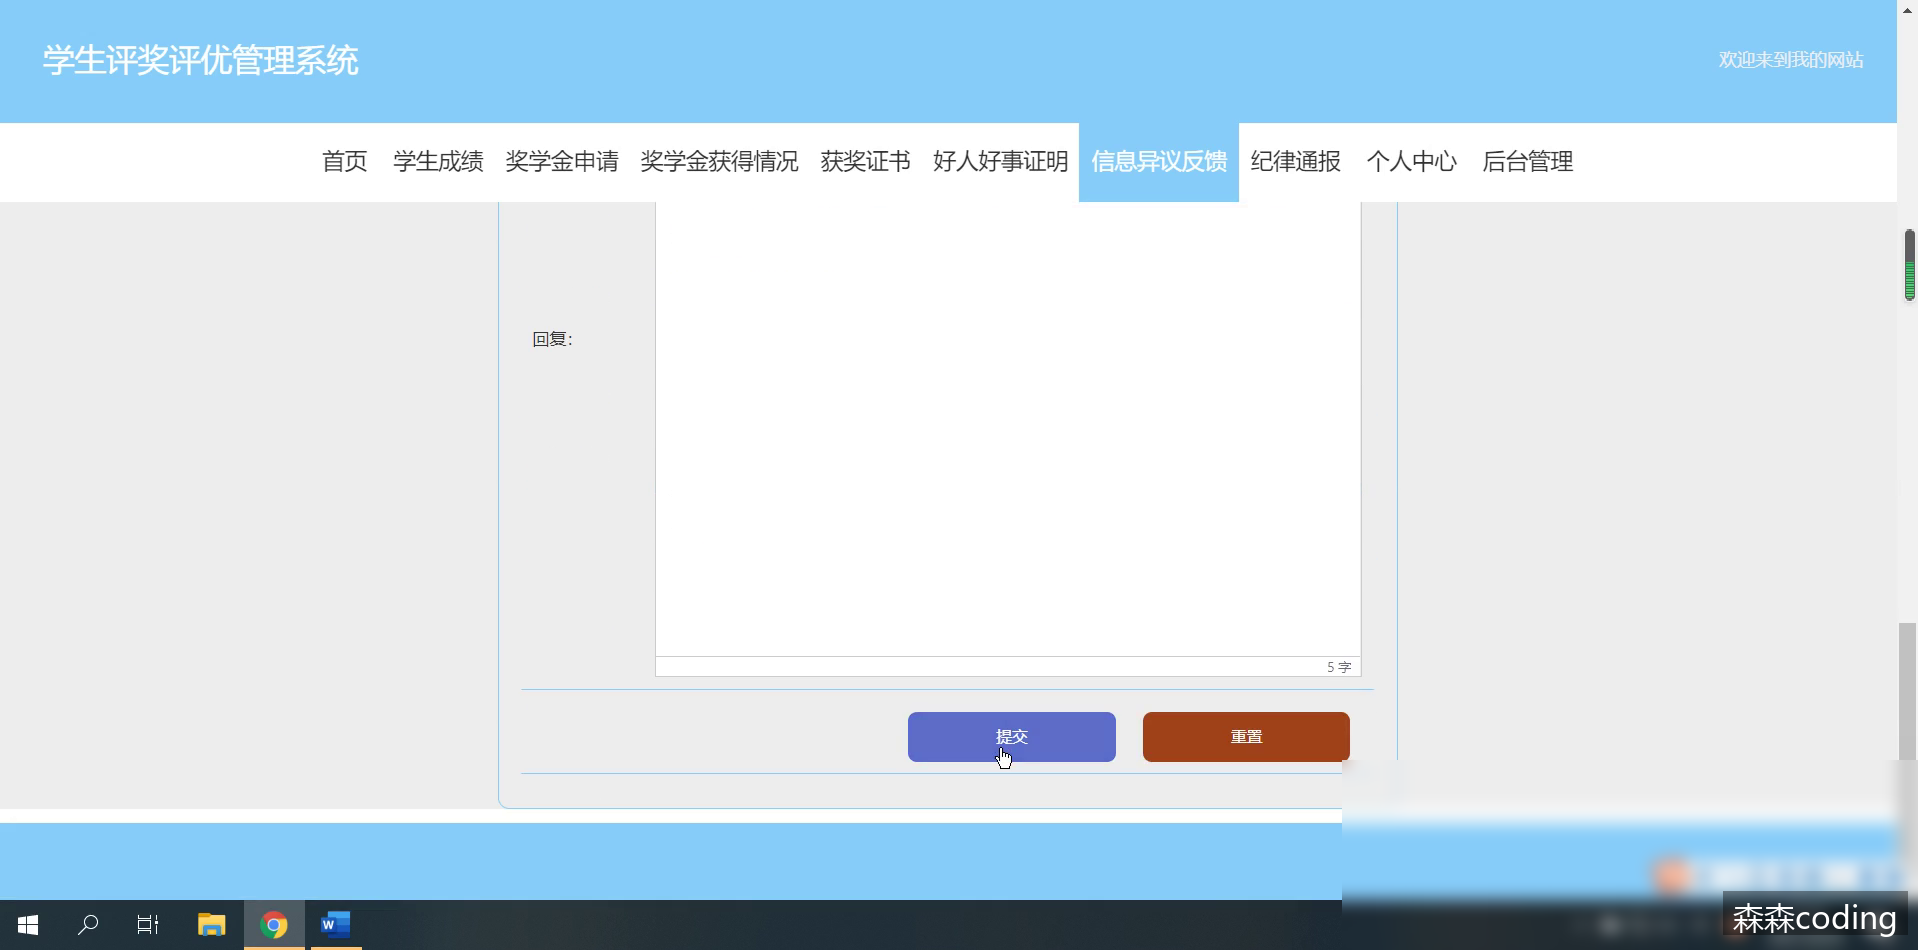 学生评奖评优管理系统
欢迎来到我的网站
首页 学生成绩 奖学金申请 奖学金获得情况 获奖证书 好人好事证明 信息异议反馈 纪律通报 个人中心 后台管理
回复：
5 字
提交 重置
森森coding